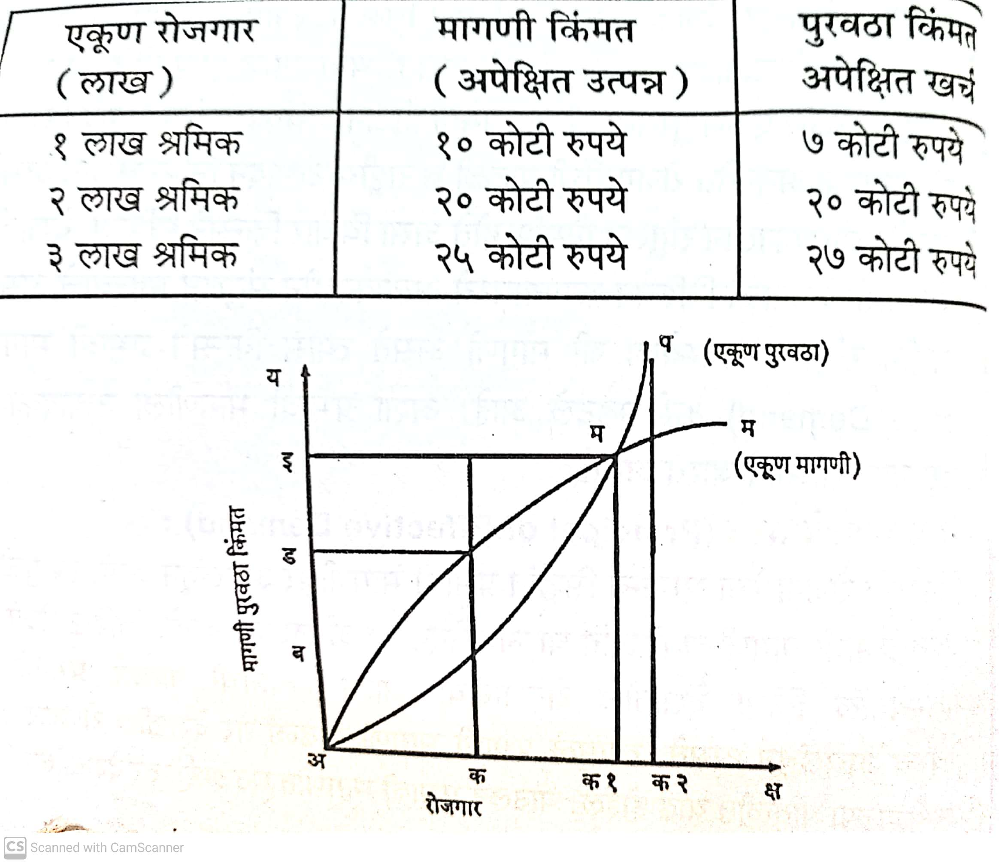 एकूण रोजगार	मागणी किंमत	पुरवठा किंमत
( लाख )	( अपेक्षित उत्पन्न )	अपेक्षित खर्च
१ लाख श्रमिक	१० कोटी रुपये	७ कोटी रुपये
२ लाख श्रमिक	२० कोटी रुपये	२० कोटी रुपये
३ लाख श्रमिक	२५ कोटी रुपये	२७ कोटी रुपये
प (एकूण पुरवठा)
य
म म
इ (एकूण मागणी)
ड
मागणी पुरवठा किंमत
ब
अ क क १ क २ क्ष
रोजगार
CS Scanned with CamScanner